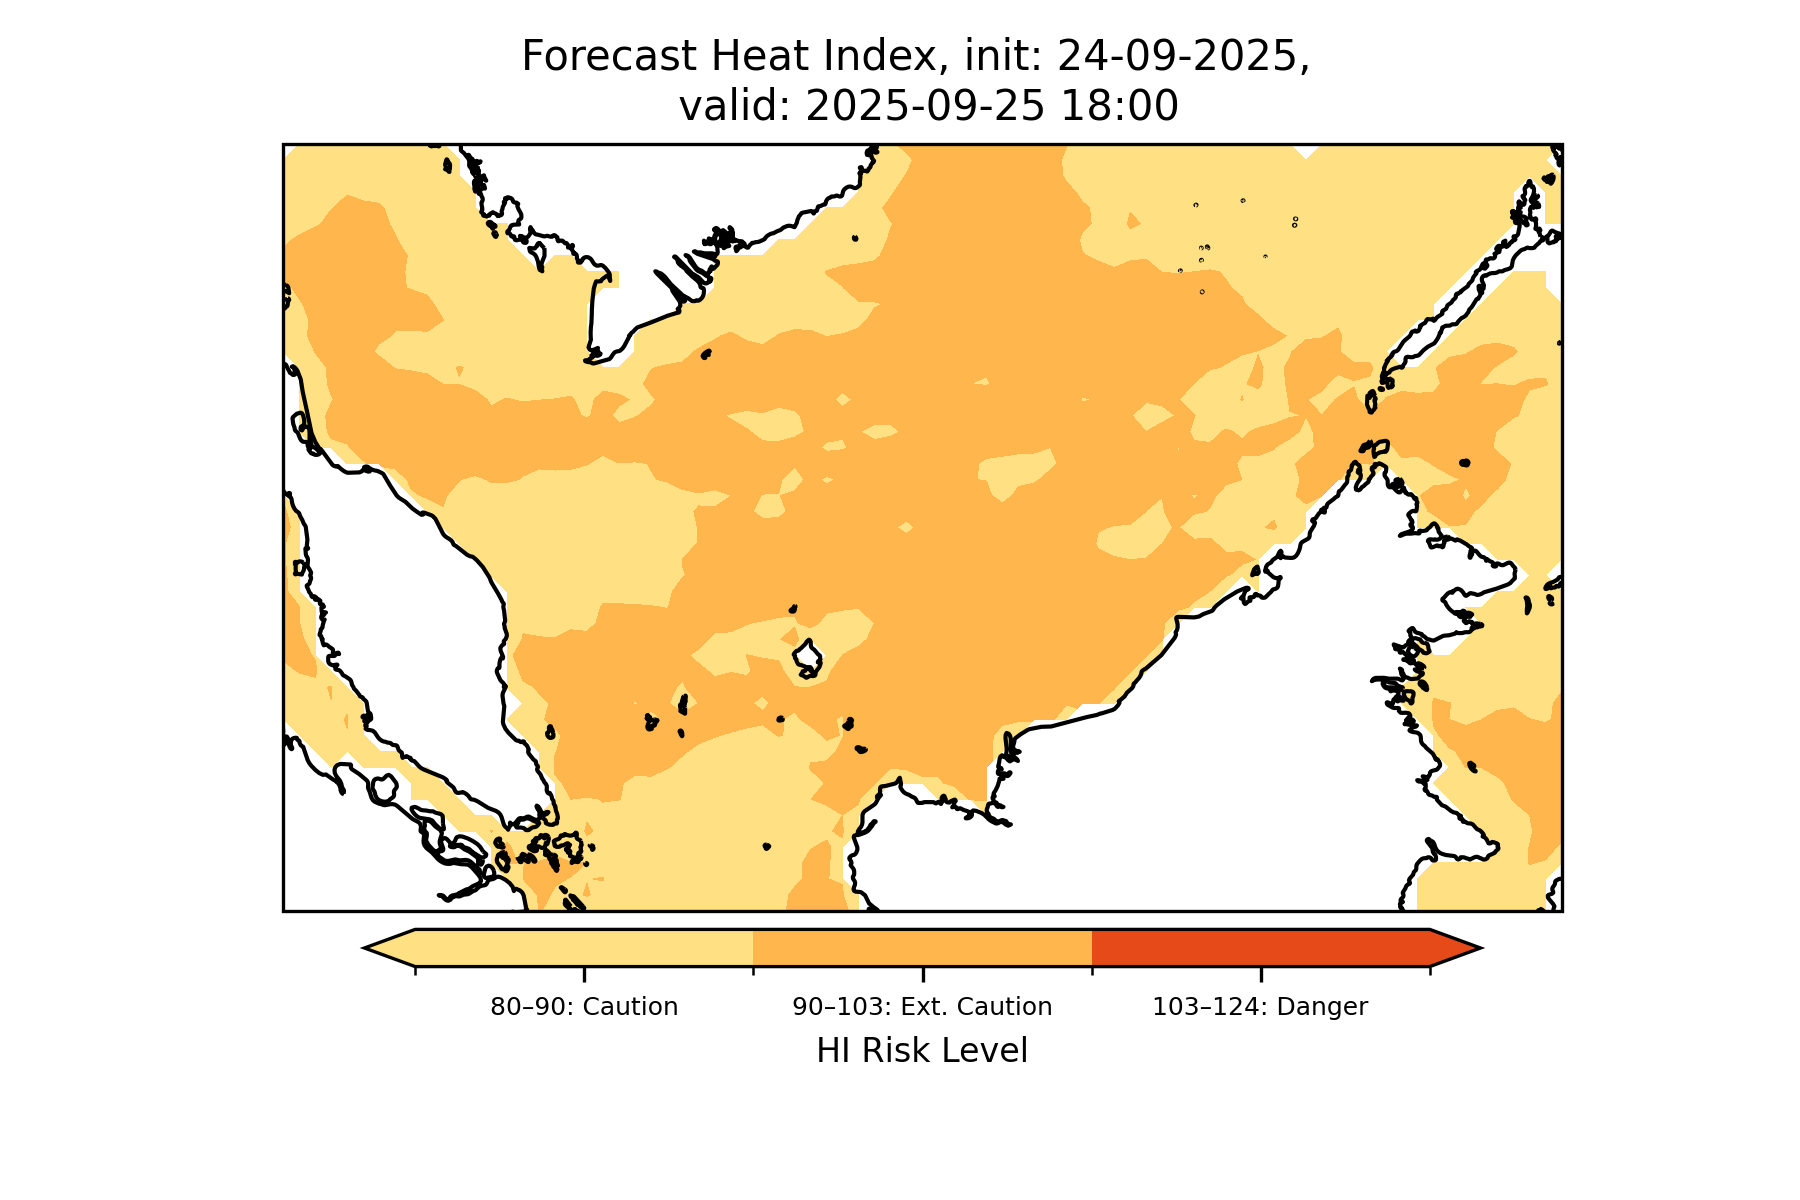 Forecast Heat Index, init: 24-09-2025,
valid: 2025-09-25 18:00
80–90: Caution
90–103: Ext. Caution
103–124: Danger
HI Risk Level